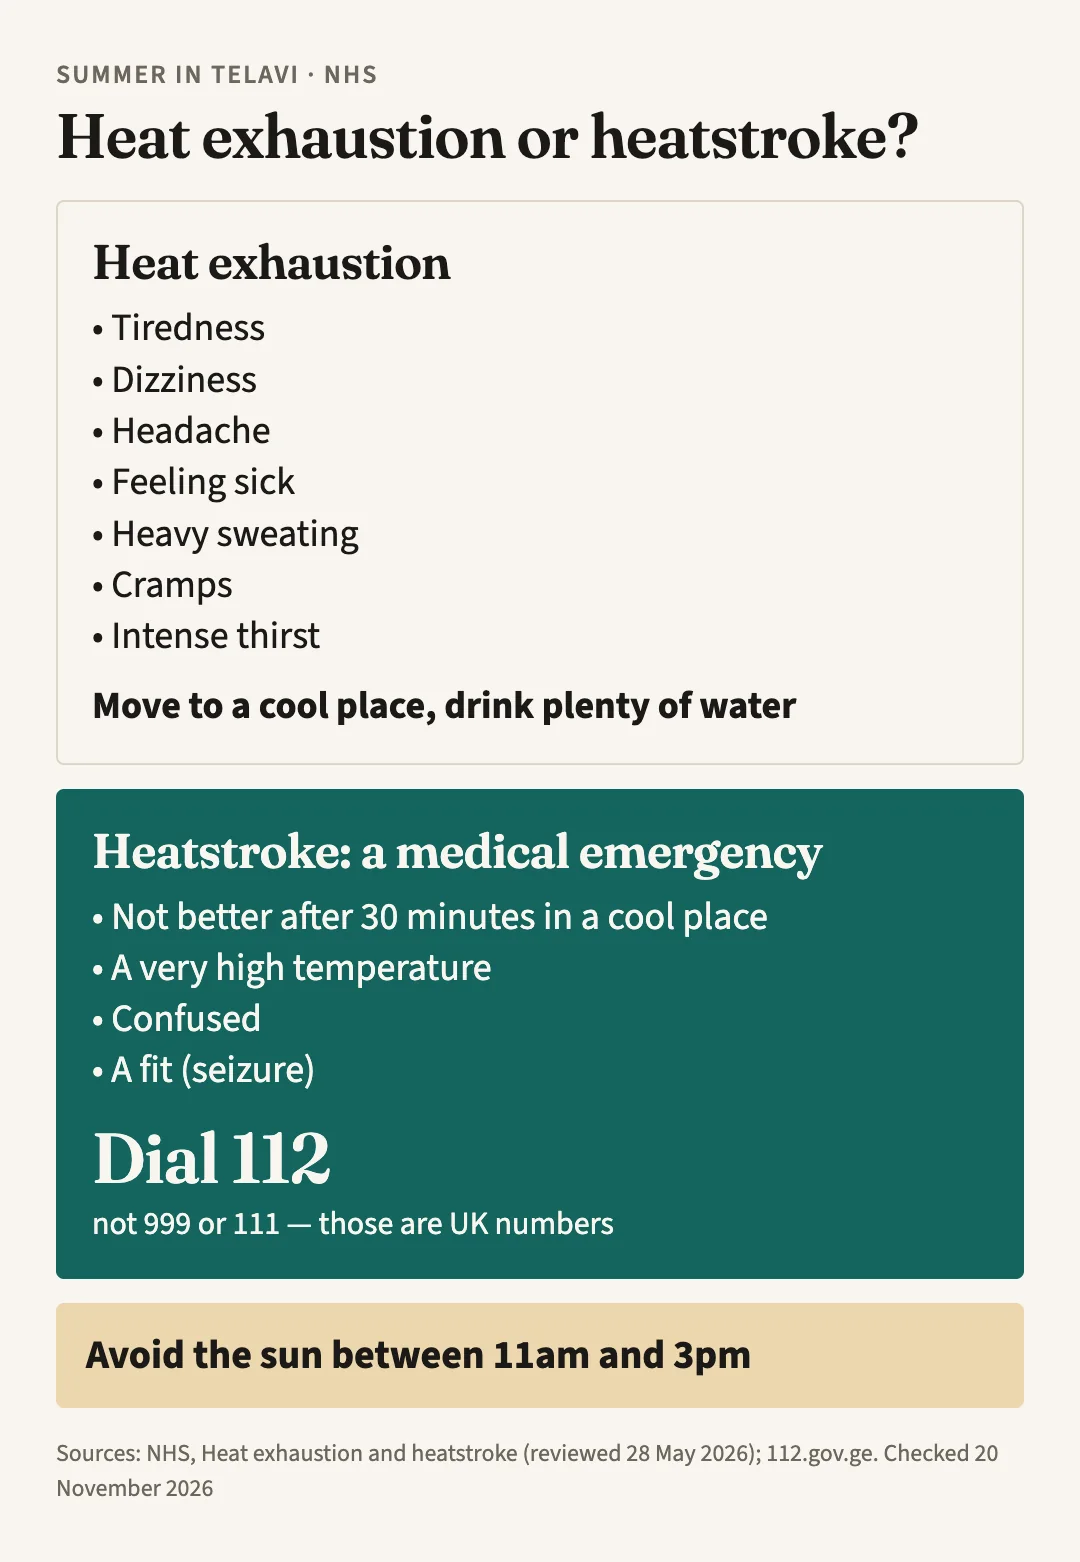 SUMMER IN TELAVI · NHS
Heat exhaustion or heatstroke?
Heat exhaustion
• Tiredness
• Dizziness
• Headache
• Feeling sick
• Heavy sweating
• Cramps
• Intense thirst
Move to a cool place, drink plenty of water
Heatstroke: a medical emergency
• Not better after 30 minutes in a cool place
• A very high temperature
• Confused
• A fit (seizure)
Dial 112
not 999 or 111 — those are UK numbers
Avoid the sun between 11am and 3pm
Sources: NHS, Heat exhaustion and heatstroke (reviewed 28 May 2026); 112.gov.ge. Checked 20
November 2026